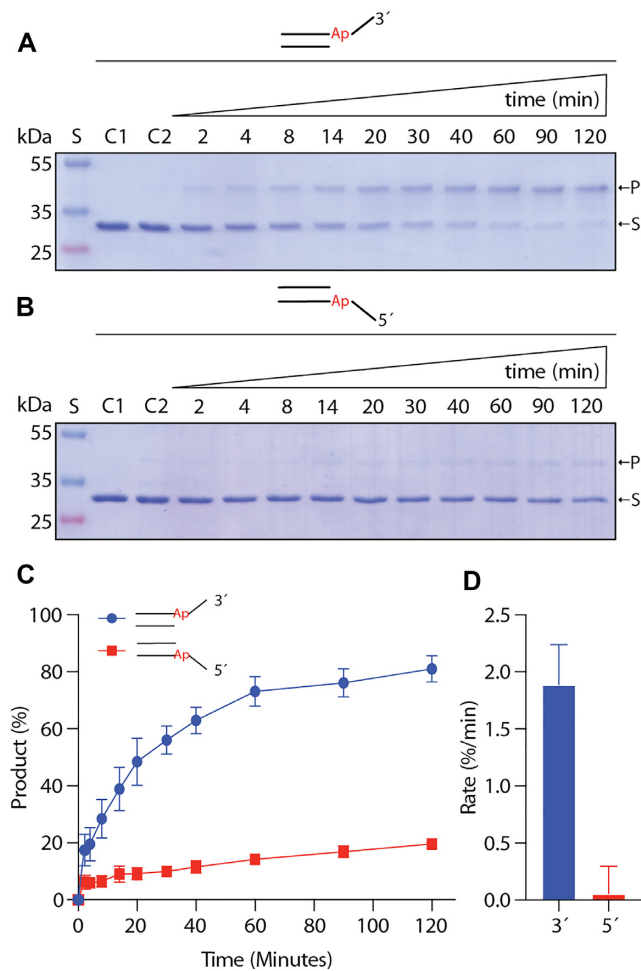 A
Ap
3´
time (min)
kDa S C1 C2 2 4 8 14 20 30 40 60 90 120
55
←P
35
←S
25
B
Ap
5´
time (min)
kDa S C1 C2 2 4 8 14 20 30 40 60 90 120
55
←P
35
←S
25
C
Product (%)
100
80
60
40
20
0
Ap 3´
Ap 5´
0 20 40 60 80 100 120
Time (Minutes)
D
Rate (%/min)
2.5
2.0
1.5
1.0
0.5
0.0
3´ 5´